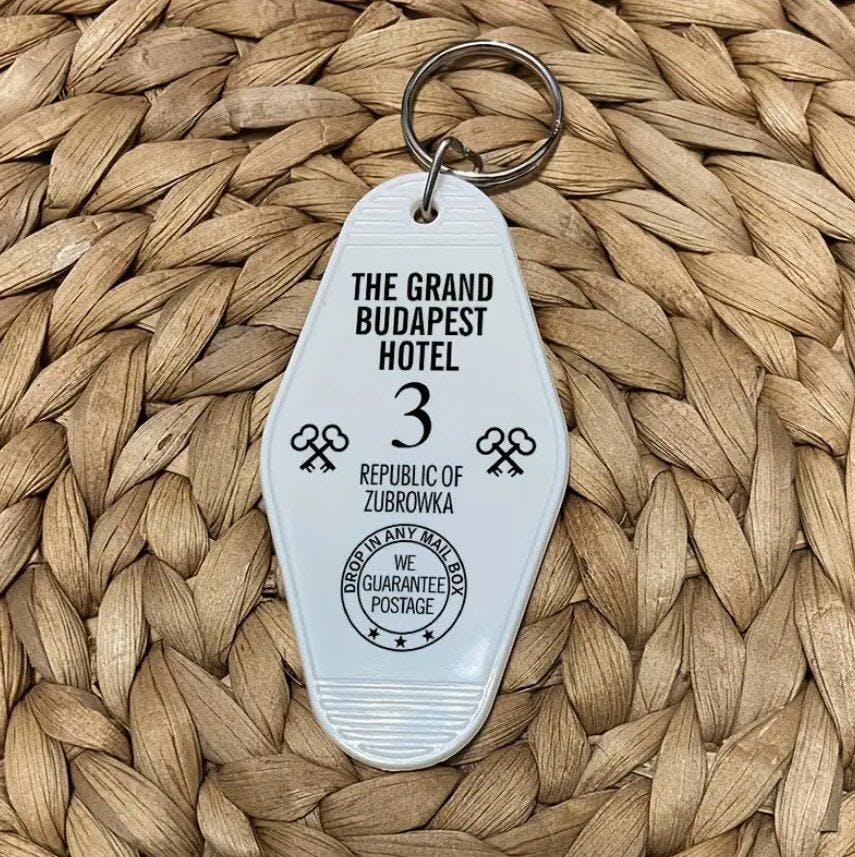 THE GRAND
BUDAPEST
HOTEL
3
REPUBLIC OF
ZUBROWKA
DROP IN ANY MAIL BOX
WE
GUARANTEE
POSTAGE